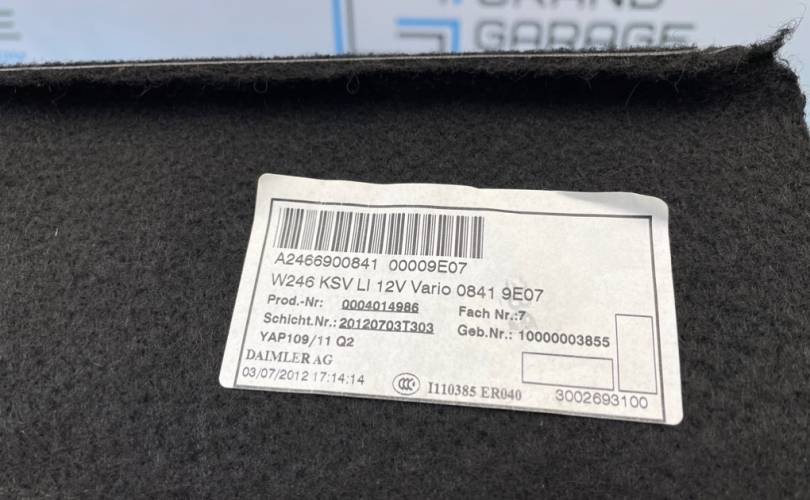 GRAND
GARAGE
A2466900841 00009E07
W246 KSV LI 12V Vario 0841 9E07
Prod.-Nr: 0004014986 Fach Nr.:7
Schicht.Nr.: 20120703T303 Geb.Nr.: 10000003855
YAP109/11 Q2
DAIMLER AG
03/07/2012 17:14:14 CCC I110385 ER040 3002693100